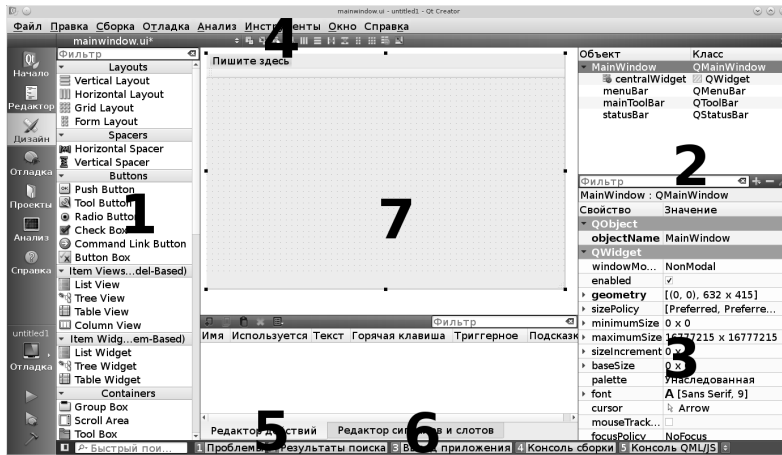 mainwindow.ui - untitled1 - Qt Creator
Файл Правка Сборка Отладка Анализ Инструменты Окно Справка
mainwindow.ui*
4
Начало
Редактор
Дизайн
Отладка
Проекты
Анализ
Справка
untitled1
Отладка
Фильтр
Layouts
Vertical Layout
Horizontal Layout
Grid Layout
Form Layout
Spacers
Horizontal Spacer
Vertical Spacer
Buttons
Push Button
Tool Button
Radio Button
Check Box
Command Link Button
Button Box
Item Views...del-Based)
List View
Tree View
Table View
Column View
Item Widg...em-Based)
List Widget
Tree Widget
Table Widget
Containers
Group Box
Scroll Area
Tool Box
1
Пишите здесь
7
Фильтр
Имя Используется Текст Горячая клавиша Триггерное Подсказк
Редактор действий Редактор сигналов и слотов
5
6
Объект Класс
MainWindow QMainWindow
centralWidget QWidget
menuBar QMenuBar
mainToolBar QToolBar
statusBar QStatusBar
2
Фильтр
MainWindow : QMainWindow
Свойство Значение
QObject
objectName MainWindow
QWidget
windowMo... NonModal
enabled
geometry [(0, 0), 632 x 415]
sizePolicy [Preferred, Preferre...
minimumSize 0 x 0
maximumSize 16777215 x 16777215
sizeIncrement 0 x
baseSize 0 x
palette Унаследованная
font A [Sans Serif, 9]
cursor Arrow
mouseTrack...
focusPolicy NoFocus
3
Быстрый пои...
1 Проблемы Результаты поиска 3 Вывод приложения 4 Консоль сборки 5 Консоль QML/JS